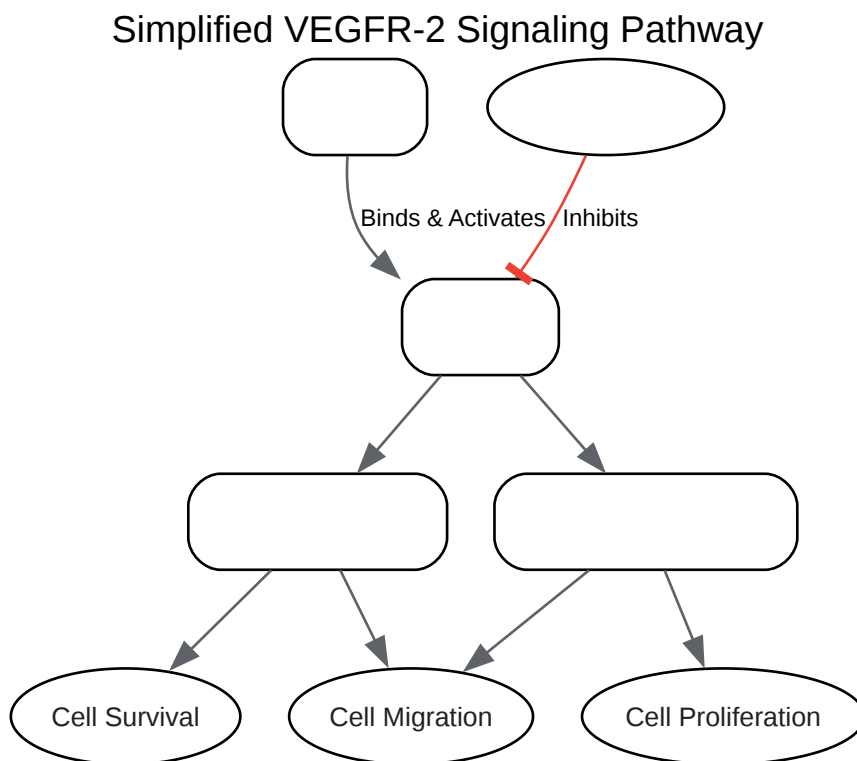 Simplified VEGFR-2 Signaling Pathway
Binds & Activates
Inhibits
Cell Survival
Cell Migration
Cell Proliferation